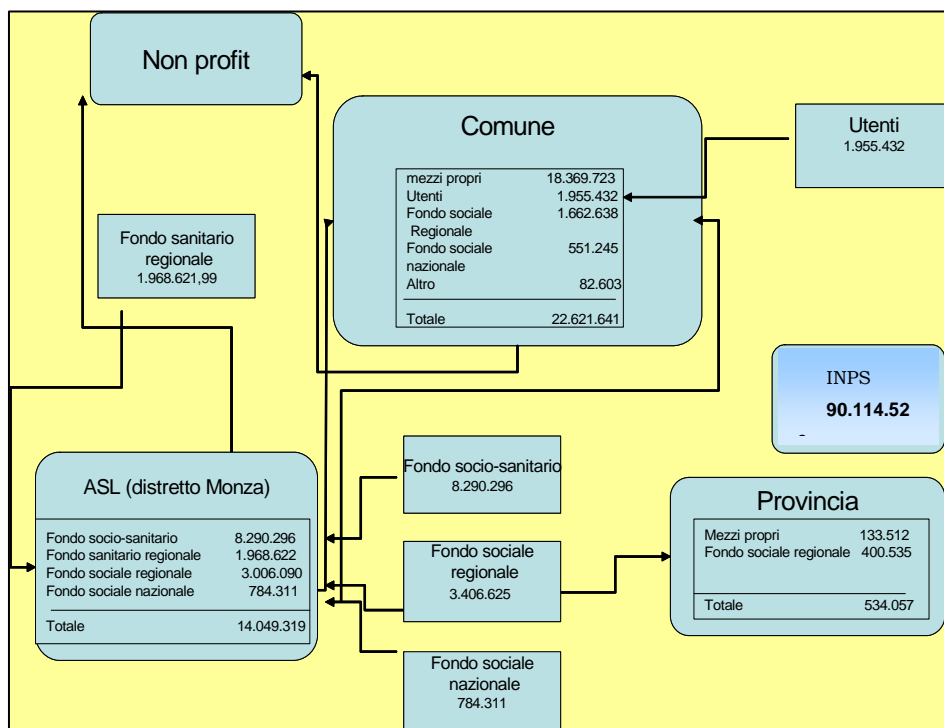 Non profit
Comune
mezzi propri 18.369.723
Utenti 1.955.432
Fondo sociale 1.662.638
Regionale
Fondo sociale 551.245
nazionale
Altro 82.603
Totale 22.621.641
Utenti
1.955.432
Fondo sanitario
regionale
1.968.621,99
INPS
90.114.52
ASL (distretto Monza)
Fondo socio-sanitario 8.290.296
Fondo sanitario regionale 1.968.622
Fondo sociale regionale 3.006.090
Fondo sociale nazionale 784.311
Totale 14.049.319
Fondo socio-sanitario
8.290.296
Fondo sociale
regionale
3.406.625
Fondo sociale
nazionale
784.311
Provincia
Mezzi propri 133.512
Fondo sociale regionale 400.535
Totale 534.057